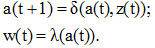 a(t+1) = δ(a(t), z(t));
w(t) = λ(a(t)).